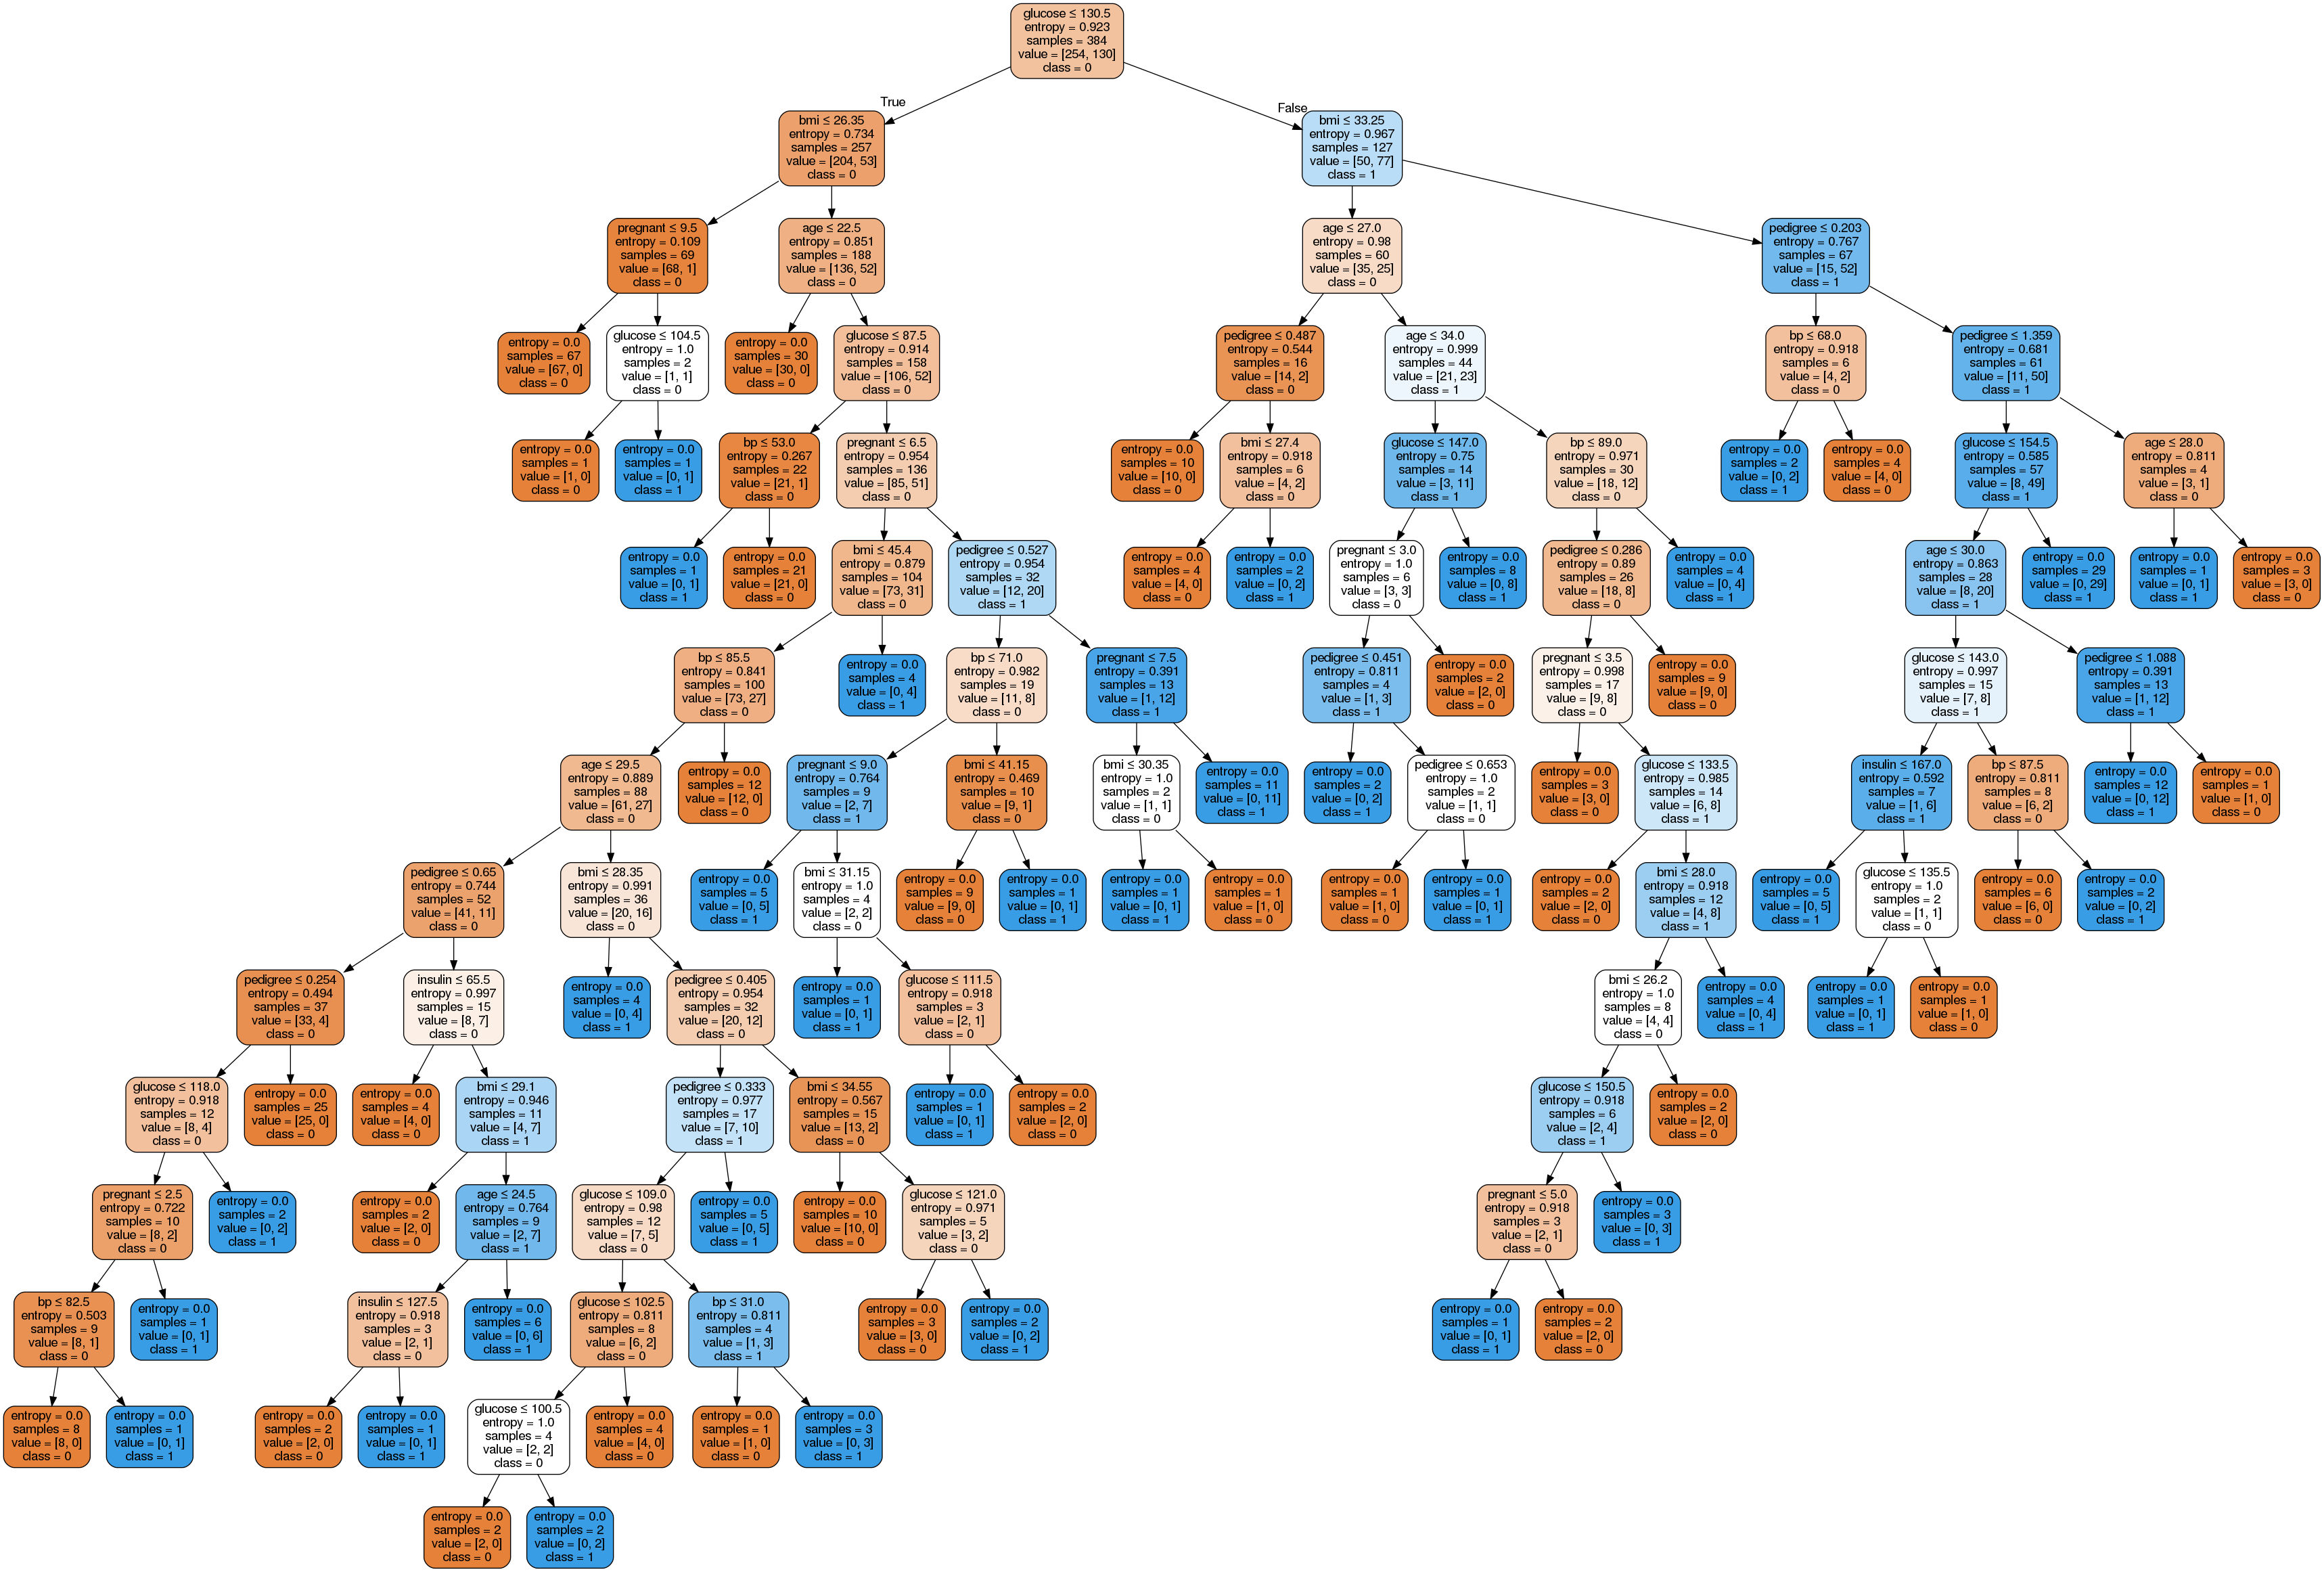 glucose ≤ 130.5
entropy = 0.923
samples = 384
value = [254, 130]
class = 0
True
False
bmi ≤ 26.35
entropy = 0.734
samples = 257
value = [204, 53]
class = 0
bmi ≤ 33.25
entropy = 0.967
samples = 127
value = [50, 77]
class = 1
pregnant ≤ 9.5
entropy = 0.109
samples = 69
value = [68, 1]
class = 0
age ≤ 22.5
entropy = 0.851
samples = 188
value = [136, 52]
class = 0
age ≤ 27.0
entropy = 0.98
samples = 60
value = [35, 25]
class = 0
pedigree ≤ 0.203
entropy = 0.767
samples = 67
value = [15, 52]
class = 1
entropy = 0.0
samples = 67
value = [67, 0]
class = 0
glucose ≤ 104.5
entropy = 1.0
samples = 2
value = [1, 1]
class = 0
entropy = 0.0
samples = 30
value = [30, 0]
class = 0
glucose ≤ 87.5
entropy = 0.914
samples = 158
value = [106, 52]
class = 0
pedigree ≤ 0.487
entropy = 0.544
samples = 16
value = [14, 2]
class = 0
age ≤ 34.0
entropy = 0.999
samples = 44
value = [21, 23]
class = 1
bp ≤ 68.0
entropy = 0.918
samples = 6
value = [4, 2]
class = 0
pedigree ≤ 1.359
entropy = 0.681
samples = 61
value = [11, 50]
class = 1
entropy = 0.0
samples = 1
value = [1, 0]
class = 0
entropy = 0.0
samples = 1
value = [0, 1]
class = 1
bp ≤ 53.0
entropy = 0.267
samples = 22
value = [21, 1]
class = 0
pregnant ≤ 6.5
entropy = 0.954
samples = 136
value = [85, 51]
class = 0
entropy = 0.0
samples = 10
value = [10, 0]
class = 0
bmi ≤ 27.4
entropy = 0.918
samples = 6
value = [4, 2]
class = 0
glucose ≤ 147.0
entropy = 0.75
samples = 14
value = [3, 11]
class = 1
bp ≤ 89.0
entropy = 0.971
samples = 30
value = [18, 12]
class = 0
entropy = 0.0
samples = 2
value = [0, 2]
class = 1
entropy = 0.0
samples = 4
value = [4, 0]
class = 0
glucose ≤ 154.5
entropy = 0.585
samples = 57
value = [8, 49]
class = 1
age ≤ 28.0
entropy = 0.811
samples = 4
value = [3, 1]
class = 0
entropy = 0.0
samples = 1
value = [0, 1]
class = 1
entropy = 0.0
samples = 21
value = [21, 0]
class = 0
bmi ≤ 45.4
entropy = 0.879
samples = 104
value = [73, 31]
class = 0
pedigree ≤ 0.527
entropy = 0.954
samples = 32
value = [12, 20]
class = 1
entropy = 0.0
samples = 4
value = [4, 0]
class = 0
entropy = 0.0
samples = 2
value = [0, 2]
class = 1
pregnant ≤ 3.0
entropy = 1.0
samples = 6
value = [3, 3]
class = 0
entropy = 0.0
samples = 8
value = [0, 8]
class = 1
pedigree ≤ 0.286
entropy = 0.89
samples = 26
value = [18, 8]
class = 0
entropy = 0.0
samples = 4
value = [0, 4]
class = 1
age ≤ 30.0
entropy = 0.863
samples = 28
value = [8, 20]
class = 1
entropy = 0.0
samples = 29
value = [0, 29]
class = 1
entropy = 0.0
samples = 1
value = [0, 1]
class = 1
entropy = 0.0
samples = 3
value = [3, 0]
class = 0
bp ≤ 85.5
entropy = 0.841
samples = 100
value = [73, 27]
class = 0
entropy = 0.0
samples = 4
value = [0, 4]
class = 1
bp ≤ 71.0
entropy = 0.982
samples = 19
value = [11, 8]
class = 0
pregnant ≤ 7.5
entropy = 0.391
samples = 13
value = [1, 12]
class = 1
pedigree ≤ 0.451
entropy = 0.811
samples = 4
value = [1, 3]
class = 1
entropy = 0.0
samples = 2
value = [2, 0]
class = 0
pregnant ≤ 3.5
entropy = 0.998
samples = 17
value = [9, 8]
class = 0
entropy = 0.0
samples = 9
value = [9, 0]
class = 0
glucose ≤ 143.0
entropy = 0.997
samples = 15
value = [7, 8]
class = 1
pedigree ≤ 1.088
entropy = 0.391
samples = 13
value = [1, 12]
class = 1
age ≤ 29.5
entropy = 0.889
samples = 88
value = [61, 27]
class = 0
entropy = 0.0
samples = 12
value = [12, 0]
class = 0
pregnant ≤ 9.0
entropy = 0.764
samples = 9
value = [2, 7]
class = 1
bmi ≤ 41.15
entropy = 0.469
samples = 10
value = [9, 1]
class = 0
bmi ≤ 30.35
entropy = 1.0
samples = 2
value = [1, 1]
class = 0
entropy = 0.0
samples = 11
value = [0, 11]
class = 1
entropy = 0.0
samples = 2
value = [0, 2]
class = 1
pedigree ≤ 0.653
entropy = 1.0
samples = 2
value = [1, 1]
class = 0
entropy = 0.0
samples = 3
value = [3, 0]
class = 0
glucose ≤ 133.5
entropy = 0.985
samples = 14
value = [6, 8]
class = 1
insulin ≤ 167.0
entropy = 0.592
samples = 7
value = [1, 6]
class = 1
bp ≤ 87.5
entropy = 0.811
samples = 8
value = [6, 2]
class = 0
entropy = 0.0
samples = 12
value = [0, 12]
class = 1
entropy = 0.0
samples = 1
value = [1, 0]
class = 0
pedigree ≤ 0.65
entropy = 0.744
samples = 52
value = [41, 11]
class = 0
bmi ≤ 28.35
entropy = 0.991
samples = 36
value = [20, 16]
class = 0
entropy = 0.0
samples = 5
value = [0, 5]
class = 1
bmi ≤ 31.15
entropy = 1.0
samples = 4
value = [2, 2]
class = 0
entropy = 0.0
samples = 9
value = [9, 0]
class = 0
entropy = 0.0
samples = 1
value = [0, 1]
class = 1
entropy = 0.0
samples = 1
value = [0, 1]
class = 1
entropy = 0.0
samples = 1
value = [1, 0]
class = 0
entropy = 0.0
samples = 1
value = [1, 0]
class = 0
entropy = 0.0
samples = 1
value = [0, 1]
class = 1
entropy = 0.0
samples = 2
value = [2, 0]
class = 0
bmi ≤ 28.0
entropy = 0.918
samples = 12
value = [4, 8]
class = 1
entropy = 0.0
samples = 5
value = [0, 5]
class = 1
glucose ≤ 135.5
entropy = 1.0
samples = 2
value = [1, 1]
class = 0
entropy = 0.0
samples = 6
value = [6, 0]
class = 0
entropy = 0.0
samples = 2
value = [0, 2]
class = 1
pedigree ≤ 0.254
entropy = 0.494
samples = 37
value = [33, 4]
class = 0
insulin ≤ 65.5
entropy = 0.997
samples = 15
value = [8, 7]
class = 0
entropy = 0.0
samples = 4
value = [0, 4]
class = 1
pedigree ≤ 0.405
entropy = 0.954
samples = 32
value = [20, 12]
class = 0
entropy = 0.0
samples = 1
value = [0, 1]
class = 1
glucose ≤ 111.5
entropy = 0.918
samples = 3
value = [2, 1]
class = 0
bmi ≤ 26.2
entropy = 1.0
samples = 8
value = [4, 4]
class = 0
entropy = 0.0
samples = 4
value = [0, 4]
class = 1
entropy = 0.0
samples = 1
value = [0, 1]
class = 1
entropy = 0.0
samples = 1
value = [1, 0]
class = 0
glucose ≤ 118.0
entropy = 0.918
samples = 12
value = [8, 4]
class = 0
entropy = 0.0
samples = 25
value = [25, 0]
class = 0
entropy = 0.0
samples = 4
value = [4, 0]
class = 0
bmi ≤ 29.1
entropy = 0.946
samples = 11
value = [4, 7]
class = 1
pedigree ≤ 0.333
entropy = 0.977
samples = 17
value = [7, 10]
class = 1
bmi ≤ 34.55
entropy = 0.567
samples = 15
value = [13, 2]
class = 0
entropy = 0.0
samples = 1
value = [0, 1]
class = 1
entropy = 0.0
samples = 2
value = [2, 0]
class = 0
glucose ≤ 150.5
entropy = 0.918
samples = 6
value = [2, 4]
class = 1
entropy = 0.0
samples = 2
value = [2, 0]
class = 0
pregnant ≤ 2.5
entropy = 0.722
samples = 10
value = [8, 2]
class = 0
entropy = 0.0
samples = 2
value = [0, 2]
class = 1
entropy = 0.0
samples = 2
value = [2, 0]
class = 0
age ≤ 24.5
entropy = 0.764
samples = 9
value = [2, 7]
class = 1
glucose ≤ 109.0
entropy = 0.98
samples = 12
value = [7, 5]
class = 0
entropy = 0.0
samples = 5
value = [0, 5]
class = 1
entropy = 0.0
samples = 10
value = [10, 0]
class = 0
glucose ≤ 121.0
entropy = 0.971
samples = 5
value = [3, 2]
class = 0
pregnant ≤ 5.0
entropy = 0.918
samples = 3
value = [2, 1]
class = 0
entropy = 0.0
samples = 3
value = [0, 3]
class = 1
bp ≤ 82.5
entropy = 0.503
samples = 9
value = [8, 1]
class = 0
entropy = 0.0
samples = 1
value = [0, 1]
class = 1
insulin ≤ 127.5
entropy = 0.918
samples = 3
value = [2, 1]
class = 0
entropy = 0.0
samples = 6
value = [0, 6]
class = 1
glucose ≤ 102.5
entropy = 0.811
samples = 8
value = [6, 2]
class = 0
bp ≤ 31.0
entropy = 0.811
samples = 4
value = [1, 3]
class = 1
entropy = 0.0
samples = 3
value = [3, 0]
class = 0
entropy = 0.0
samples = 2
value = [0, 2]
class = 1
entropy = 0.0
samples = 1
value = [0, 1]
class = 1
entropy = 0.0
samples = 2
value = [2, 0]
class = 0
entropy = 0.0
samples = 8
value = [8, 0]
class = 0
entropy = 0.0
samples = 1
value = [0, 1]
class = 1
entropy = 0.0
samples = 2
value = [2, 0]
class = 0
entropy = 0.0
samples = 1
value = [0, 1]
class = 1
glucose ≤ 100.5
entropy = 1.0
samples = 4
value = [2, 2]
class = 0
entropy = 0.0
samples = 4
value = [4, 0]
class = 0
entropy = 0.0
samples = 1
value = [1, 0]
class = 0
entropy = 0.0
samples = 3
value = [0, 3]
class = 1
entropy = 0.0
samples = 2
value = [2, 0]
class = 0
entropy = 0.0
samples = 2
value = [0, 2]
class = 1